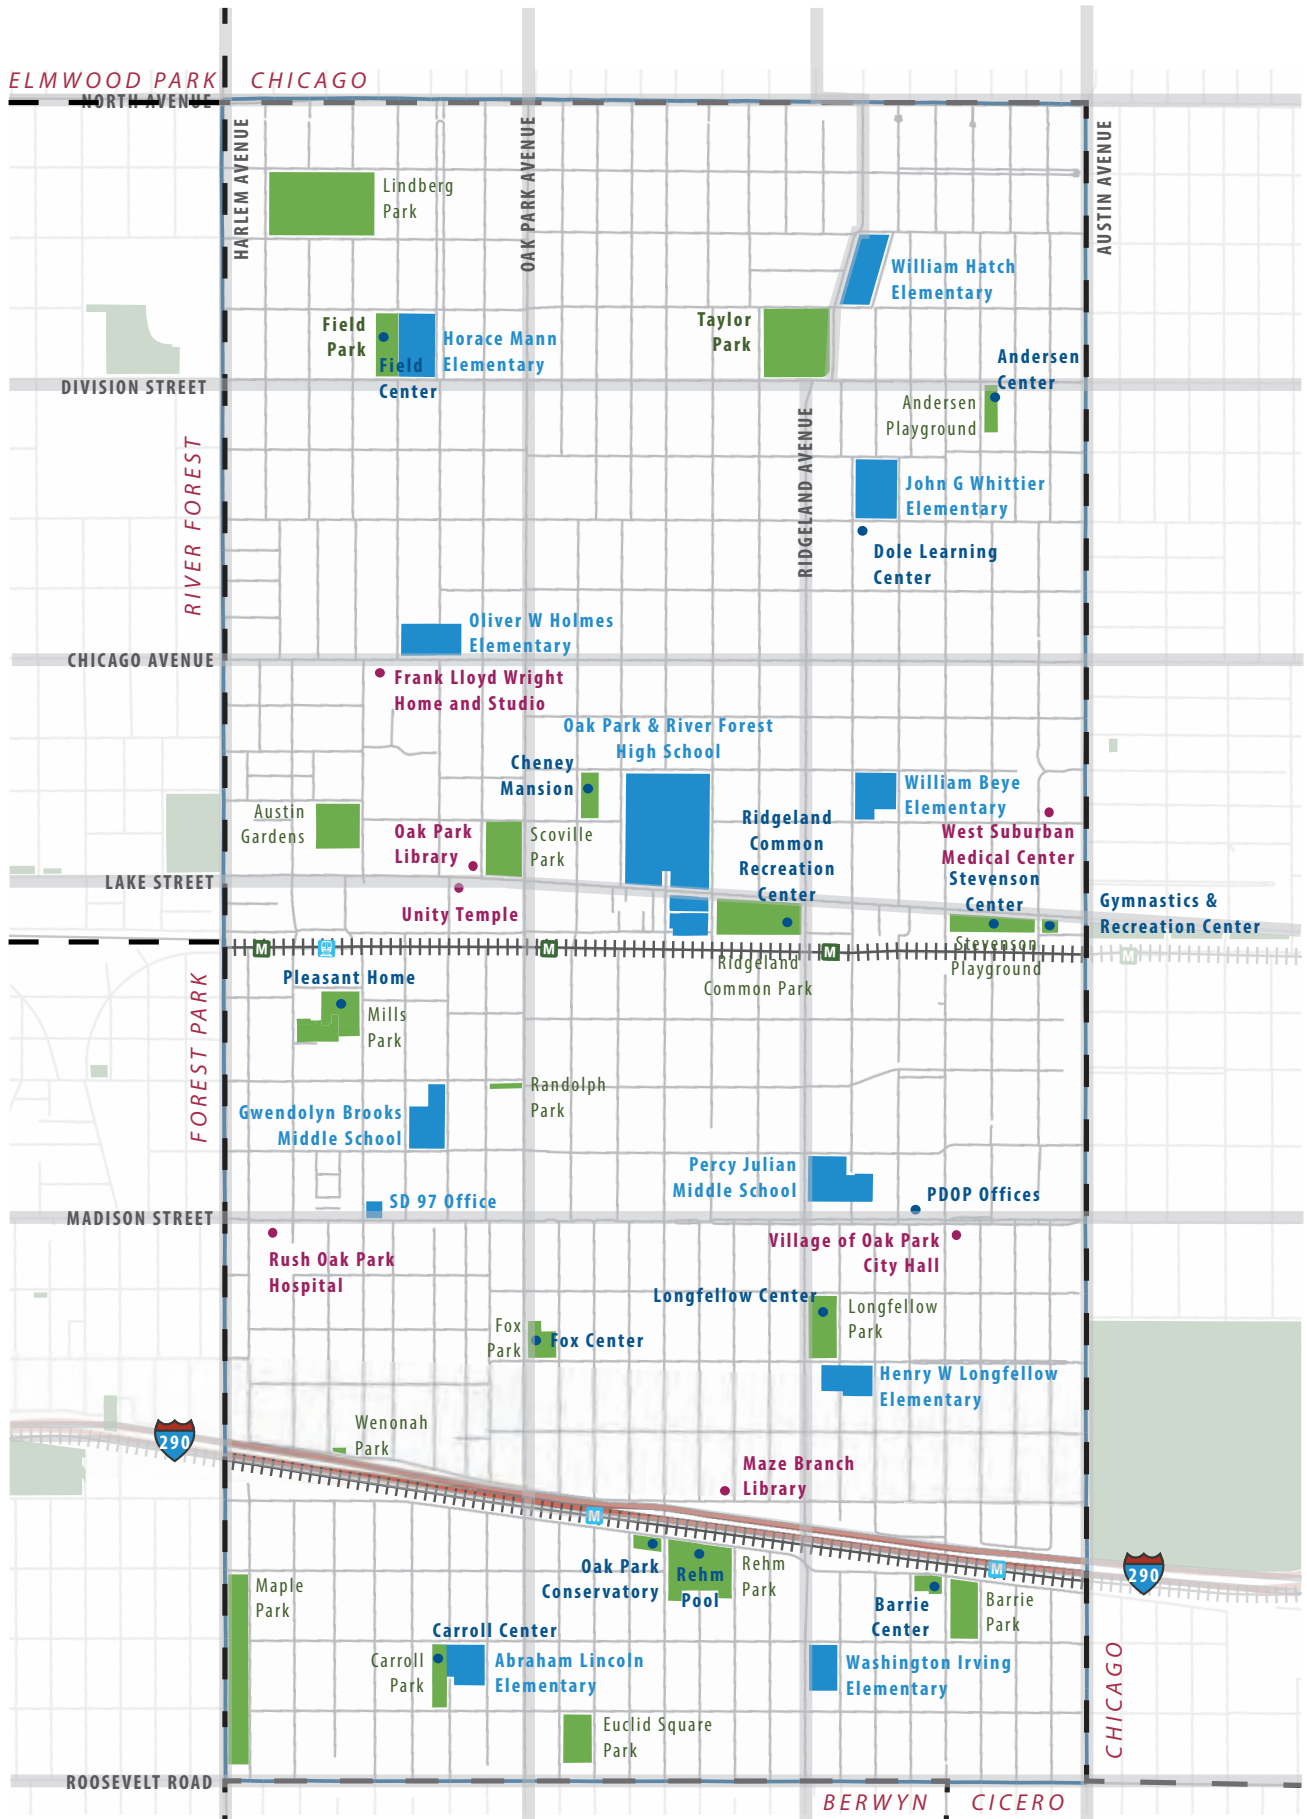 ELMWOOD PARK
CHICAGO
NORTH AVENUE
HARLEM AVENUE
OAK PARK AVENUE
AUSTIN AVENUE
Lindberg
Park
William Hatch
Elementary
Field
Park
Horace Mann
Elementary
Field
Center
Taylor
Park
Andersen
Center
DIVISION STREET
Andersen
Playground
RIDGELAND AVENUE
RIVER FOREST
John G Whittier
Elementary
Dole Learning
Center
Oliver W Holmes
Elementary
CHICAGO AVENUE
Frank Lloyd Wright
Home and Studio
Oak Park & River Forest
High School
Cheney
Mansion
William Beye
Elementary
Austin
Gardens
Oak Park
Library
Scoville
Park
Ridgeland
Common
Recreation
Center
West Suburban
Medical Center
Stevenson
Center
LAKE STREET
Unity Temple
Gymnastics &
Recreation Center
M
M
M
M
Stevenson
Playground
Ridgeland
Common Park
Pleasant Home
Mills
Park
FOREST PARK
Randolph
Park
Gwendolyn Brooks
Middle School
Percy Julian
Middle School
SD 97 Office
PDOP Offices
MADISON STREET
Rush Oak Park
Hospital
Village of Oak Park
City Hall
Longfellow Center
Longfellow
Park
Fox
Park
Fox Center
Henry W Longfellow
Elementary
Wenonah
Park
290
Maze Branch
Library
M
Oak Park
Conservatory
Rehm
Pool
Rehm
Park
M
290
Maple
Park
Barrie
Center
Barrie
Park
Carroll Center
Carroll
Park
Abraham Lincoln
Elementary
Washington Irving
Elementary
CHICAGO
Euclid Square
Park
ROOSEVELT ROAD
BERWYN
CICERO